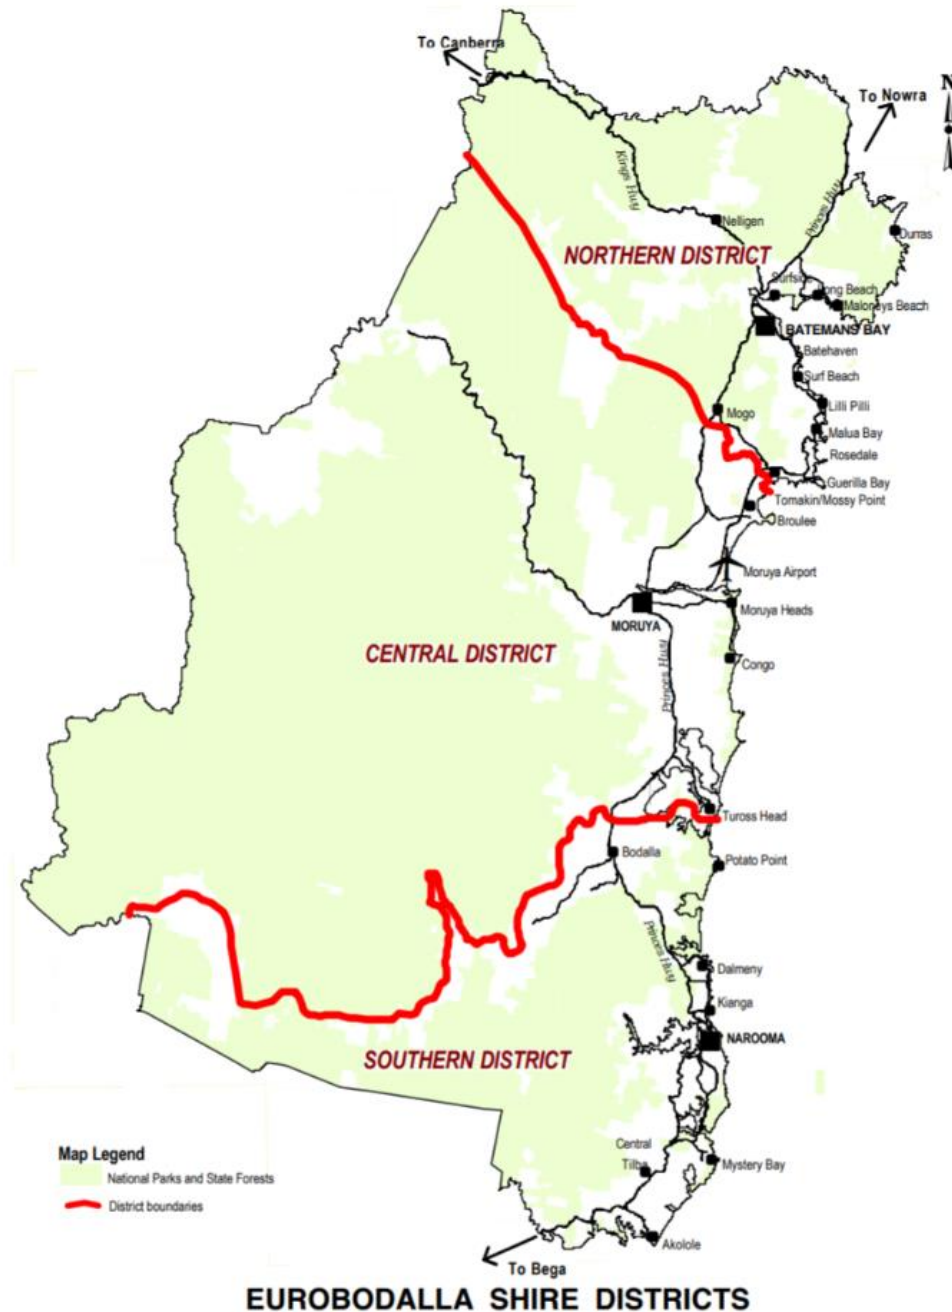 To Canberra
To Nowra
N
Kings Hwy
Princes Hwy
Nelligen
Durras
NORTHERN DISTRICT
Surfside
Long Beach
Maloneys Beach
BATEMANS BAY
Batehaven
Surf Beach
Lilli Pilli
Mogo
Malua Bay
Rosedale
Guerilla Bay
Tomakin/Mossy Point
Broulee
Moruya Airport
Moruya Heads
MORUYA
CENTRAL DISTRICT
Congo
Princes Hwy
Tuross Head
Bodalla
Potato Point
Princes Hwy
Dalmeny
Kianga
NAROOMA
SOUTHERN DISTRICT
Central
Tilba
Mystery Bay
Map Legend
National Parks and State Forests
District boundaries
Akolole
To Bega
EUROBODALLA SHIRE DISTRICTS